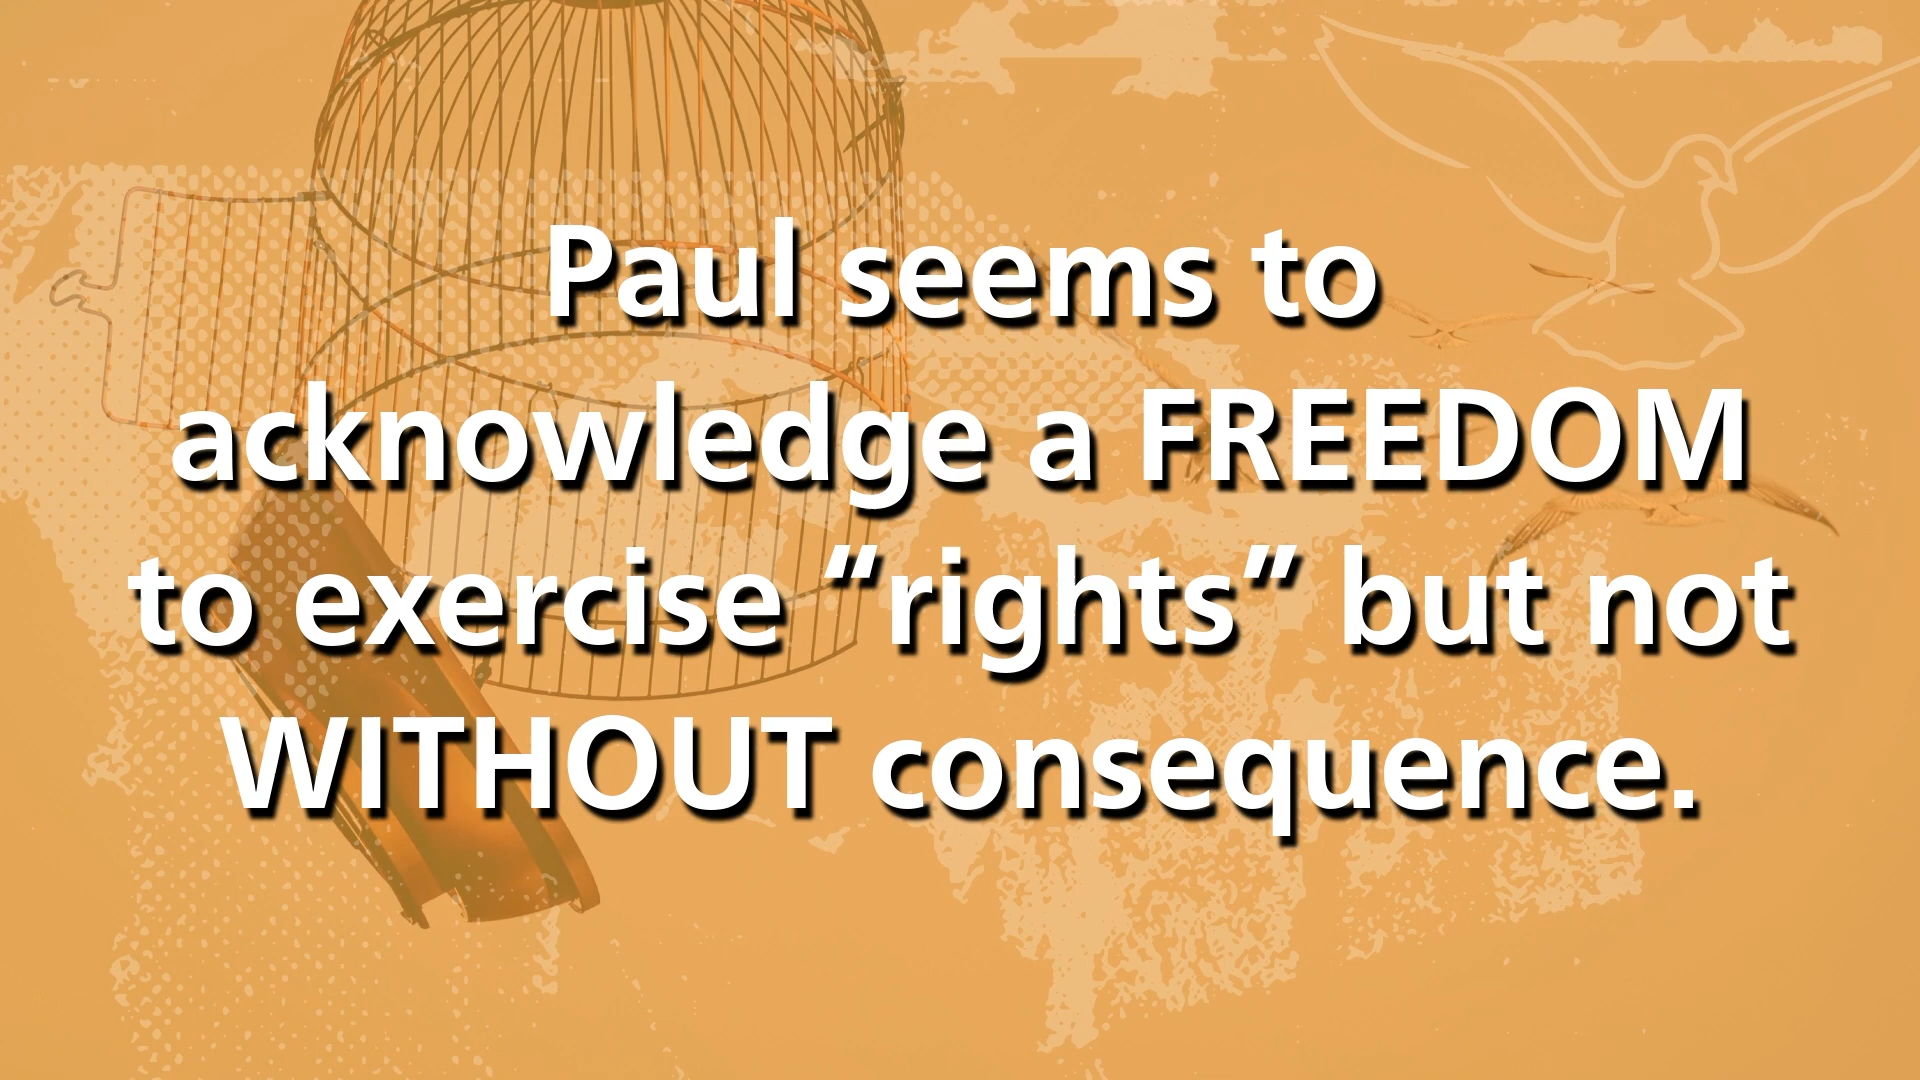 Paul seems to
acknowledge a FREEDOM
to exercise “rights” but not
WITHOUT consequence.